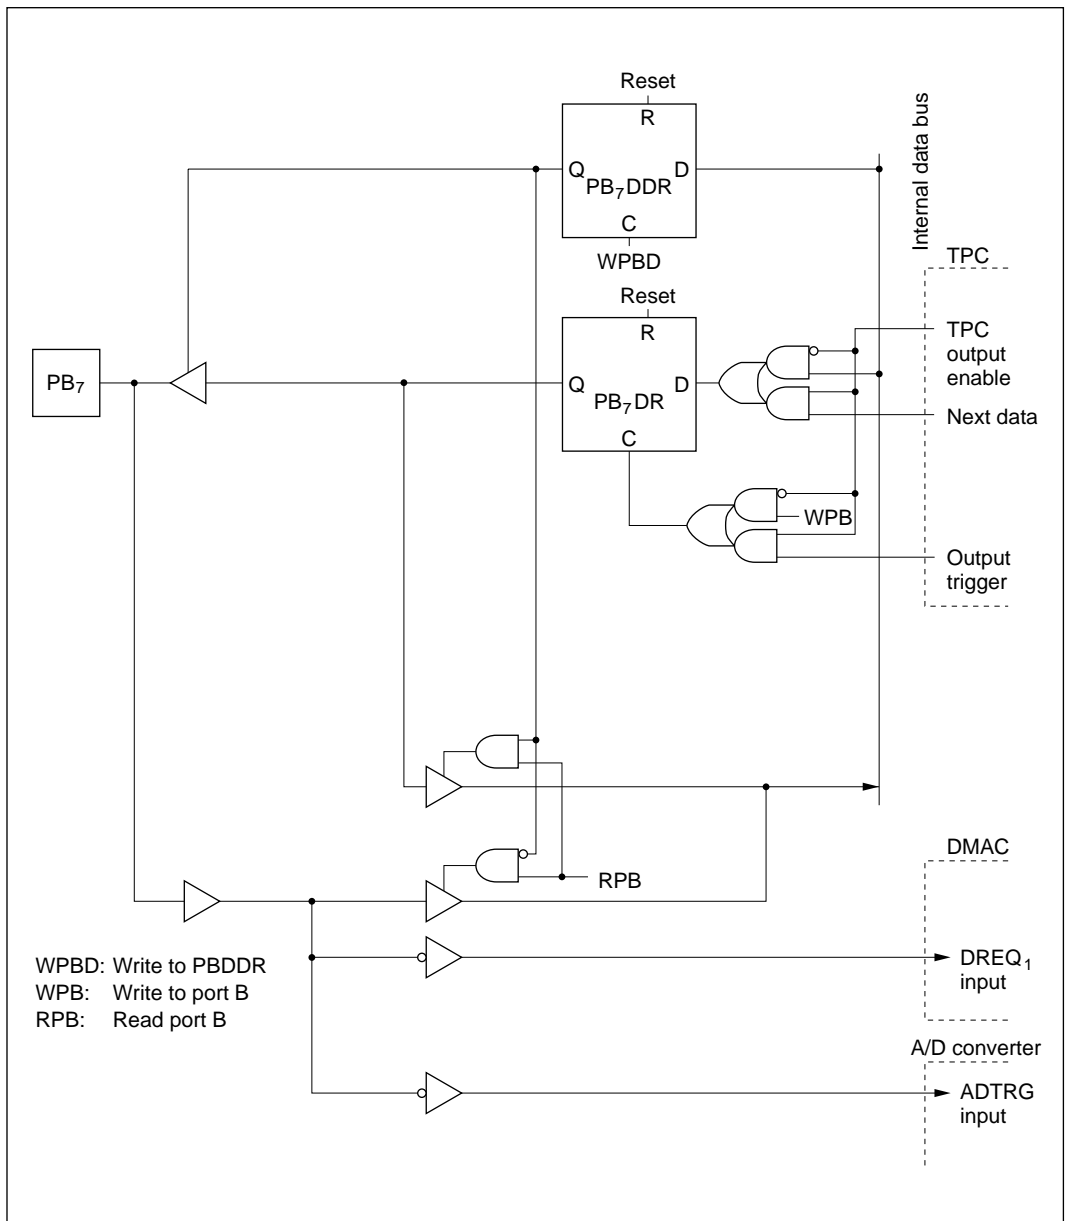 Reset
R
Q
D
PB₇DDR
C
WPBD
Internal data bus
TPC
Reset
R
PB₇
Q
D
PB₇DR
C
TPC
output
enable
Next data
WPB
Output
trigger
DMAC
RPB
WPBD: Write to PBDDR
WPB: Write to port B
RPB: Read port B
DREQ₁
input
A/D converter
ADTRG
input